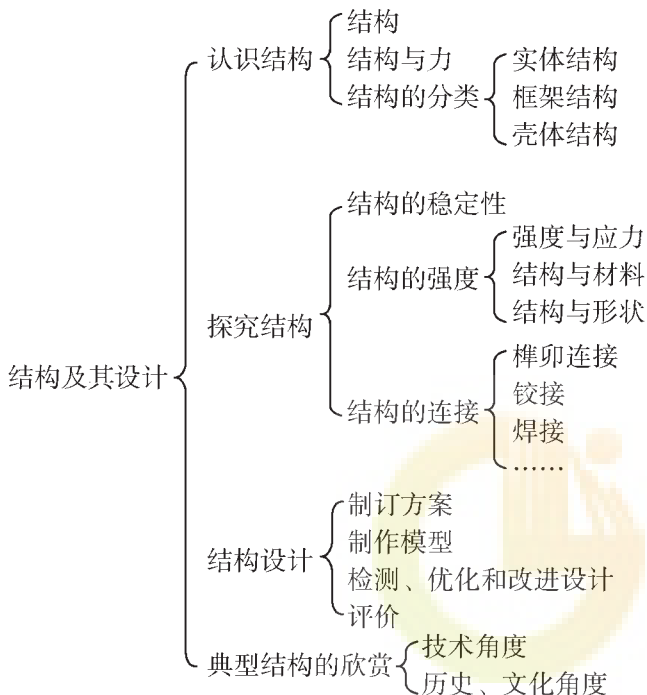 结构及其设计
认识结构
结构
结构与力
结构的分类
实体结构
框架结构
壳体结构
探究结构
结构的稳定性
结构的强度
强度与应力
结构与材料
结构与形状
结构的连接
榫卯连接
铰接
焊接
……
结构设计
制订方案
制作模型
检测、优化和改进设计
评价
典型结构的欣赏
技术角度
历史、文化角度